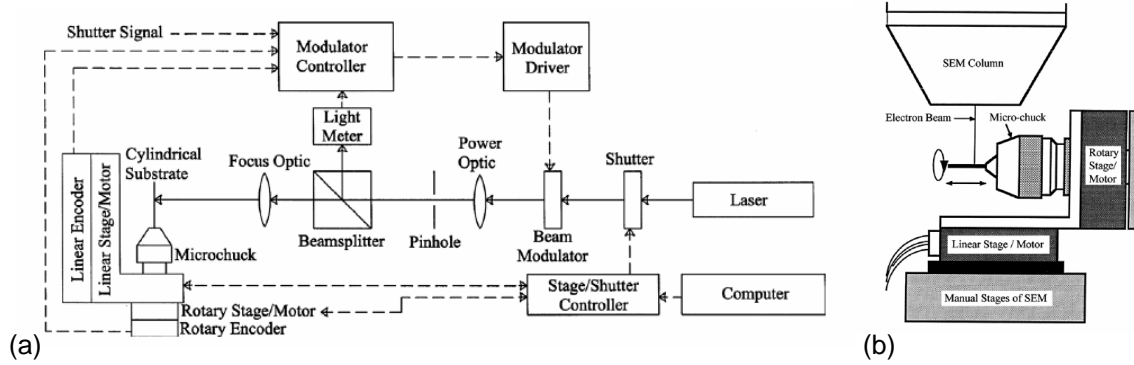 Shutter Signal
Modulator
Controller
Modulator
Driver
Light
Meter
Cylindrical
Substrate
Focus Optic
Power
Optic
Shutter
Linear Encoder
Linear Stage/Motor
Laser
Beamsplitter
Pinhole
Beam
Modulator
Microchuck
Stage/Shutter
Controller
Computer
Rotary Stage/Motor
Rotary Encoder
(a)
SEM Column
Electron Beam
Micro-chuck
Rotary
Stage/
Motor
Linear Stage / Motor
Manual Stages of SEM
(b)